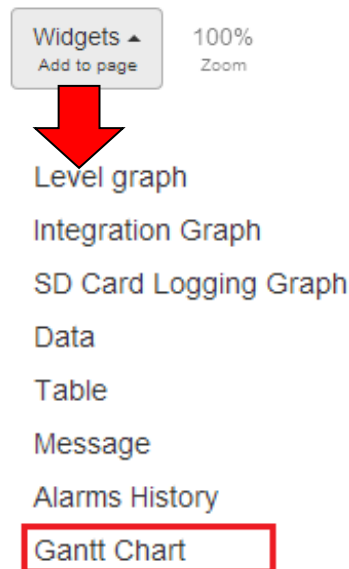 Widgets ▲ 100%
Add to page Zoom
Level graph
Integration Graph
SD Card Logging Graph
Data
Table
Message
Alarms History
Gantt Chart